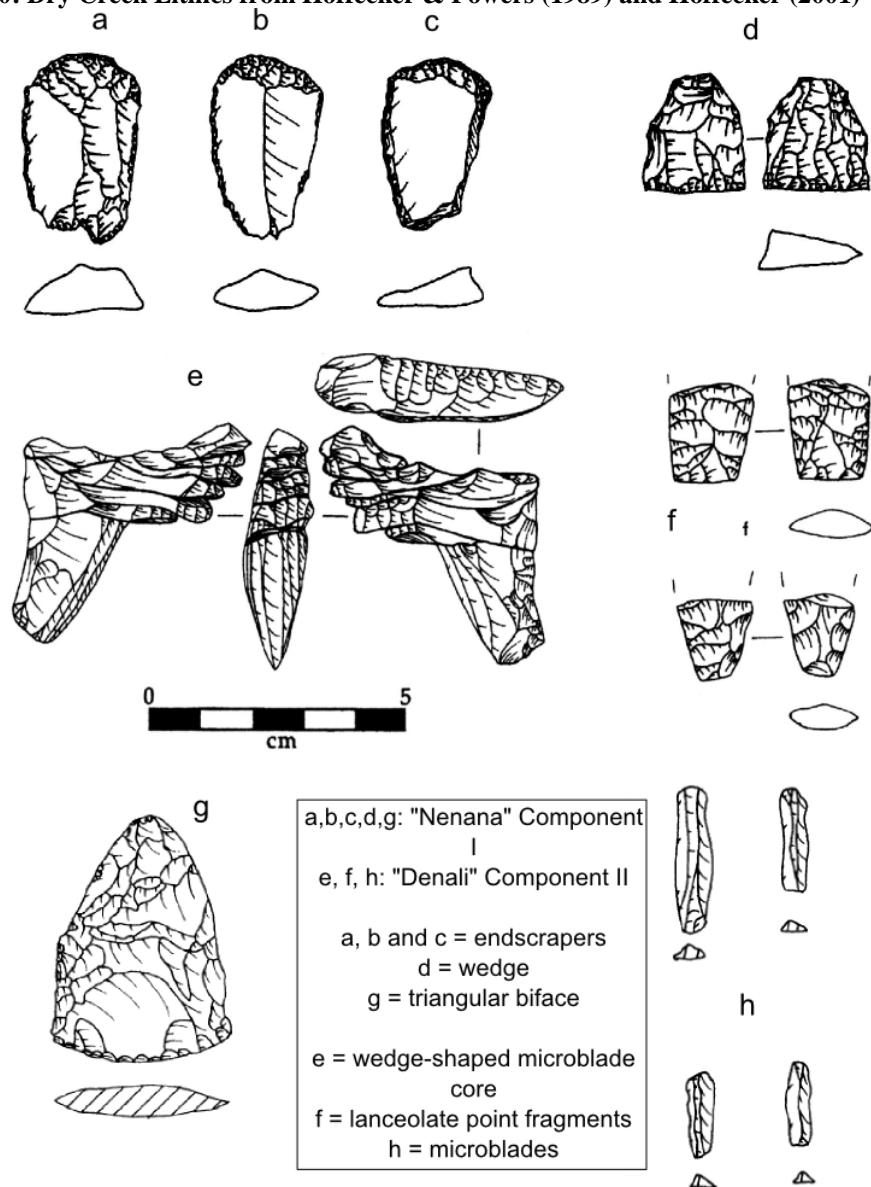 0: Dry Creek Lithics from Hoffecker & Powers (1989) and Hoffecker (2001)
a
b
c
d
e
f
f
0 5
cm
g
a,b,c,d,g: "Nenana" Component
I
e, f, h: "Denali" Component II
a, b and c = endscrapers
d = wedge
g = triangular biface
e = wedge-shaped microblade
core
f = lanceolate point fragments
h = microblades
h